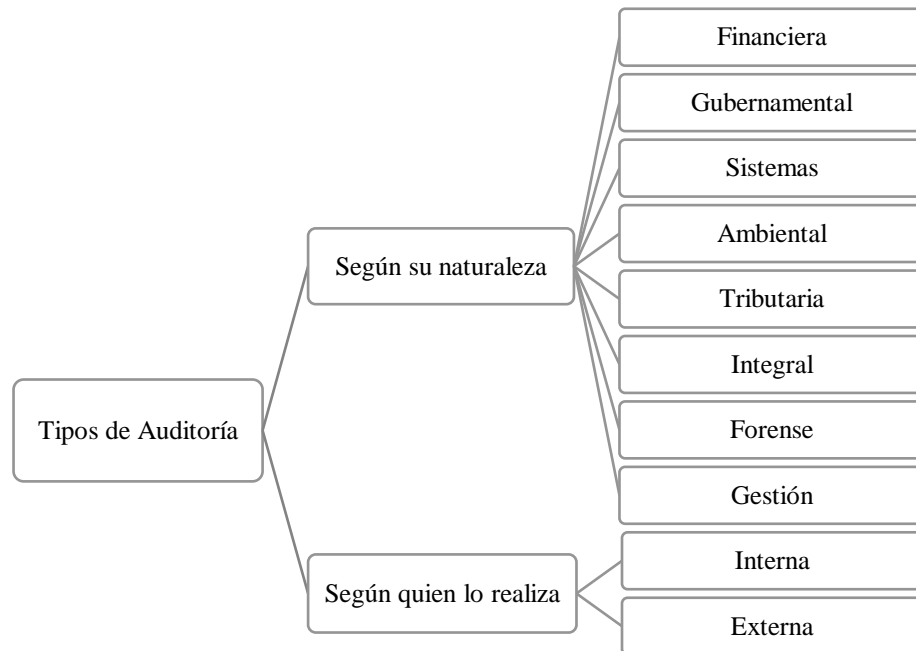 Tipos de Auditoría
Según su naturaleza
Financiera
Gubernamental
Sistemas
Ambiental
Tributaria
Integral
Forense
Gestión
Según quien lo realiza
Interna
Externa